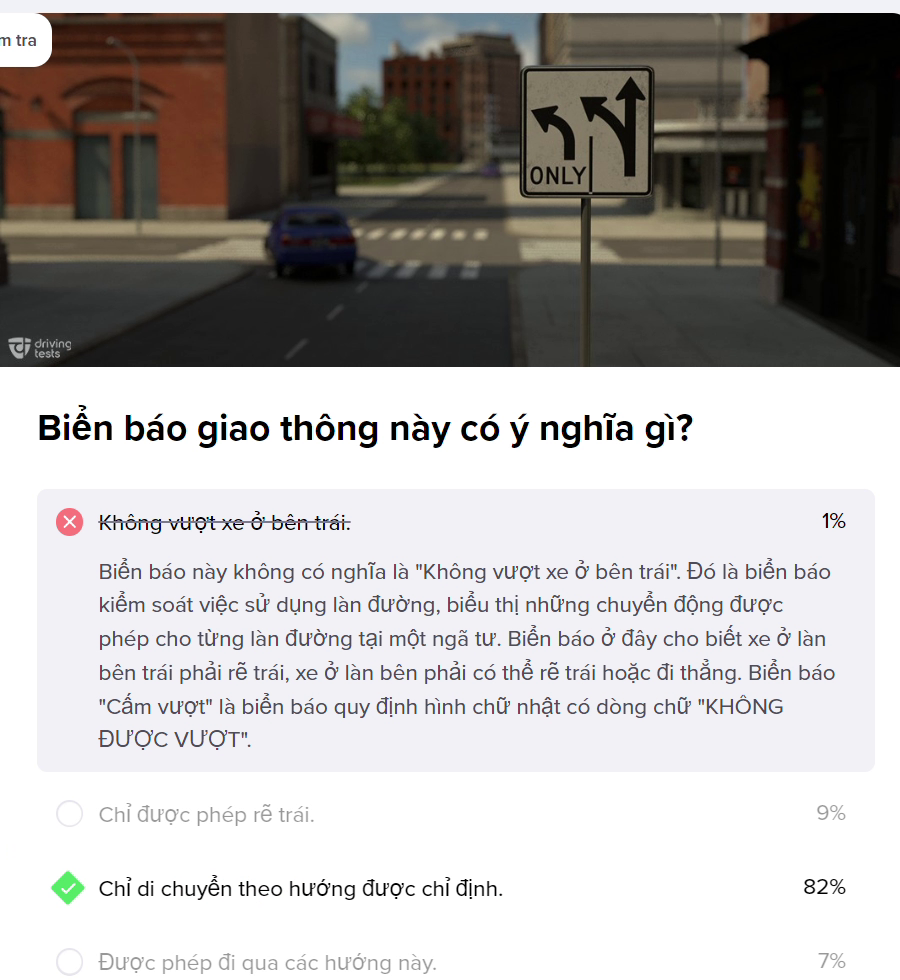 m tra
ONLY
driving
tests
Biển báo giao thông này có ý nghĩa gì?
Không vượt xe ở bên trái. 1%
Biển báo này không có nghĩa là "Không vượt xe ở bên trái". Đó là biển báo
kiểm soát việc sử dụng làn đường, biểu thị những chuyển động được
phép cho từng làn đường tại một ngã tư. Biển báo ở đây cho biết xe ở làn
bên trái phải rẽ trái, xe ở làn bên phải có thể rẽ trái hoặc đi thẳng. Biển báo
"Cấm vượt" là biển báo quy định hình chữ nhật có dòng chữ "KHÔNG
ĐƯỢC VƯỢT".
Chỉ được phép rẽ trái. 9%
Chỉ di chuyển theo hướng được chỉ định. 82%
Được phép đi qua các hướng này. 7%